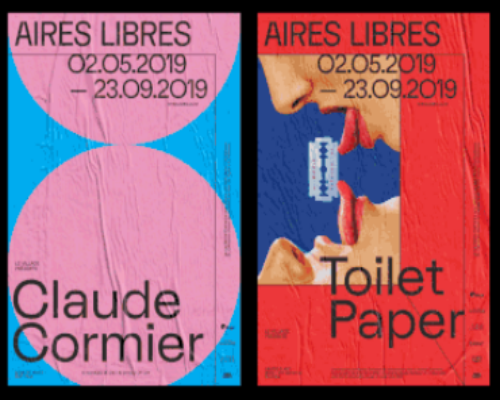 AIRES LIBRES
02.05.2019
— 23.09.2019
Claude
Cormier
AIRES LIBRES
02.05.2019
— 23.09.2019
Toilet
Paper